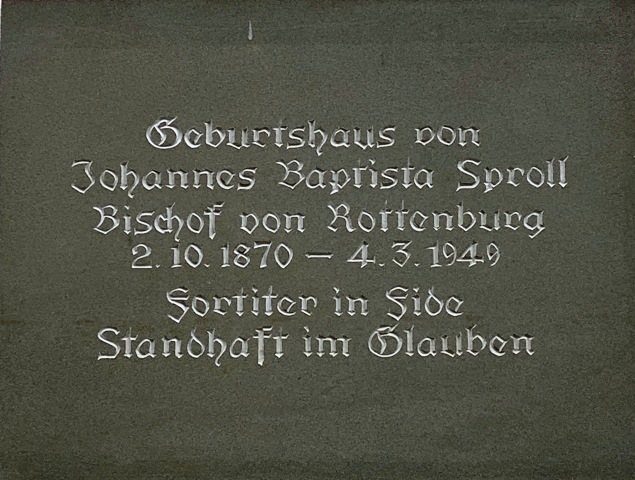 Geburtshaus von
Johannes Baptista Sproll
Bischof von Rottenburg
2.10.1870 – 4.3.1949
Fortiter in Fide
Standhaft im Glauben